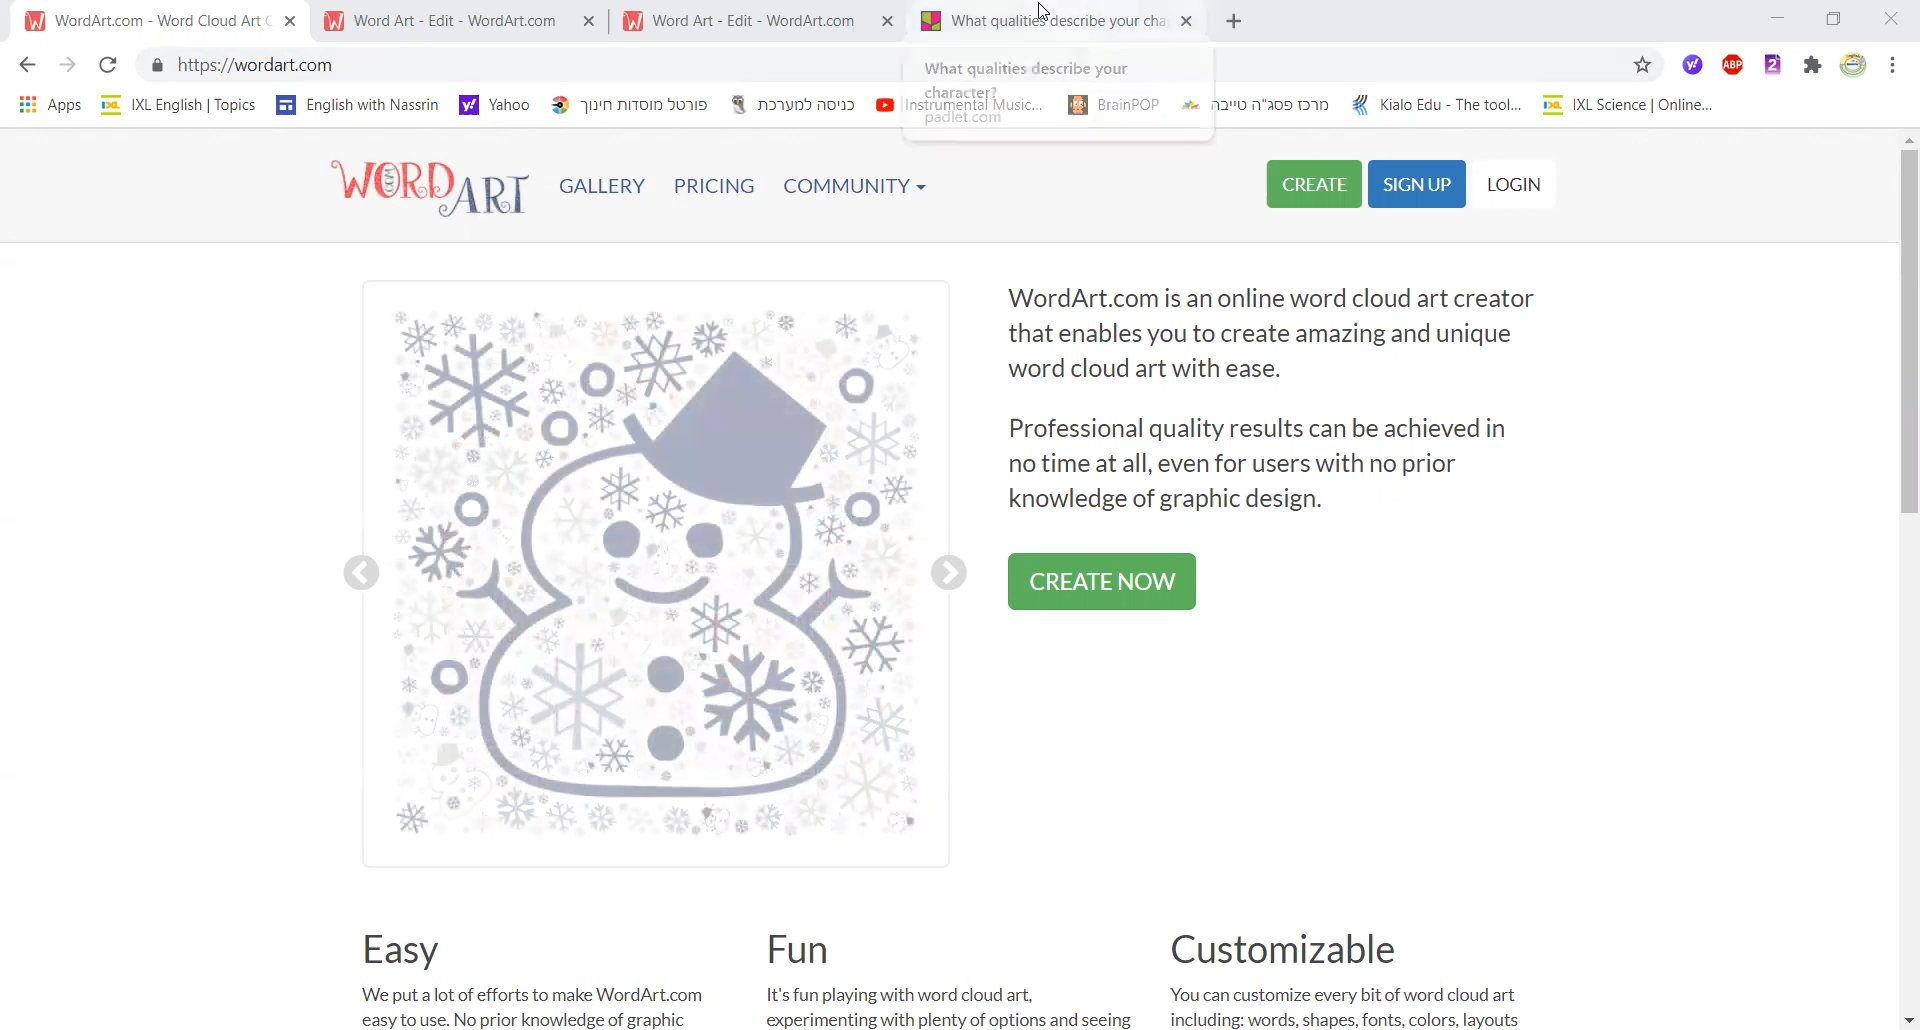 WordArt.com - Word Cloud Art C
Word Art - Edit - WordArt.com
Word Art - Edit - WordArt.com
What qualities describe your cha
https://wordart.com
What qualities describe your
character?
padlet.com
Apps
IXL English | Topics
English with Nassrin
Yahoo
פורטל מוסדות חינוך
כניסה למערכת
Instrumental Music...
BrainPOP
מרכז פסג"ה טייבה
Kialo Edu - The tool...
IXL Science | Online...
WORD ART .COM
GALLERY
PRICING
COMMUNITY
CREATE
SIGN UP
LOGIN
WordArt.com is an online word cloud art creator
that enables you to create amazing and unique
word cloud art with ease.
Professional quality results can be achieved in
no time at all, even for users with no prior
knowledge of graphic design.
CREATE NOW
Easy
We put a lot of efforts to make WordArt.com
easy to use. No prior knowledge of graphic
Fun
It's fun playing with word cloud art,
experimenting with plenty of options and seeing
Customizable
You can customize every bit of word cloud art
including: words, shapes, fonts, colors, layouts